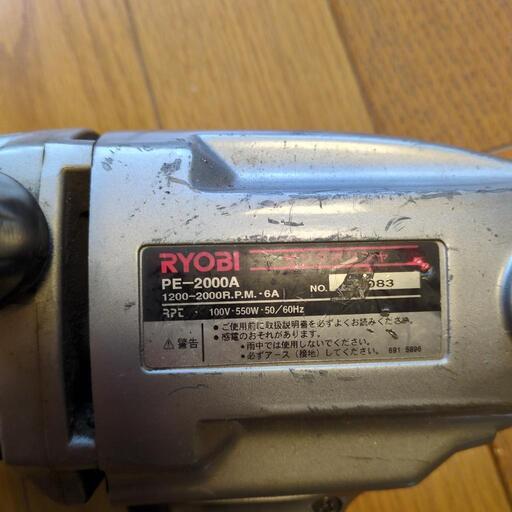 RYOBI
PE-2000A
1200-2000R.P.M.・6A
NO. 083
100V・550W・50/60Hz
⚠警告
●ご使用前に取扱説明書を必ずよくお読みください。
●感電のおそれがあります。
・雨中では使用しないでください。
・必ずアース(接地)してください。
691 5806